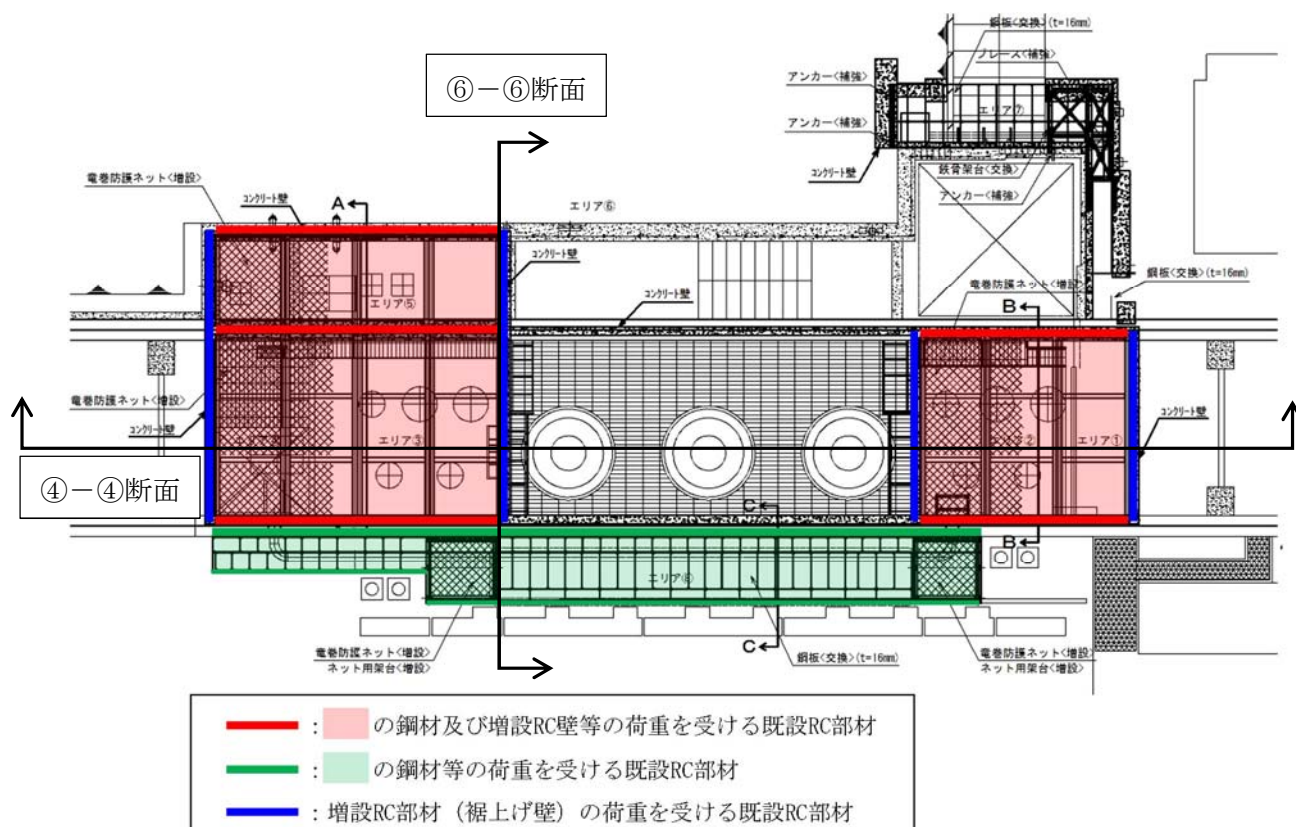 鋼板<交換>(t=16mm)
⑥－⑥断面
ブレース<補強>
アンカー<補強>
エリア⑦
アンカー<補強>
コンクリート壁
鉄骨架台<交換>
アンカー<補強>
竜巻防護ネット<増設>
コンクリート壁
A
エリア⑥
コンクリート壁
鋼板<交換>(t=16mm)
竜巻防護ネット<増設>
エリア⑤
コンクリート壁
B
竜巻防護ネット<増設>
コンクリート壁
コンクリート壁
エリア③
エリア②
エリア①
④－④断面
C
B
エリア⑧
竜巻防護ネット<増設>
ネット用架台<増設>
C
鋼板<交換>(t=16mm)
竜巻防護ネット<増設>
ネット用架台<増設>
：　の鋼材及び増設RC壁等の荷重を受ける既設RC部材
：　の鋼材等の荷重を受ける既設RC部材
：増設RC部材（裾上げ壁）の荷重を受ける既設RC部材